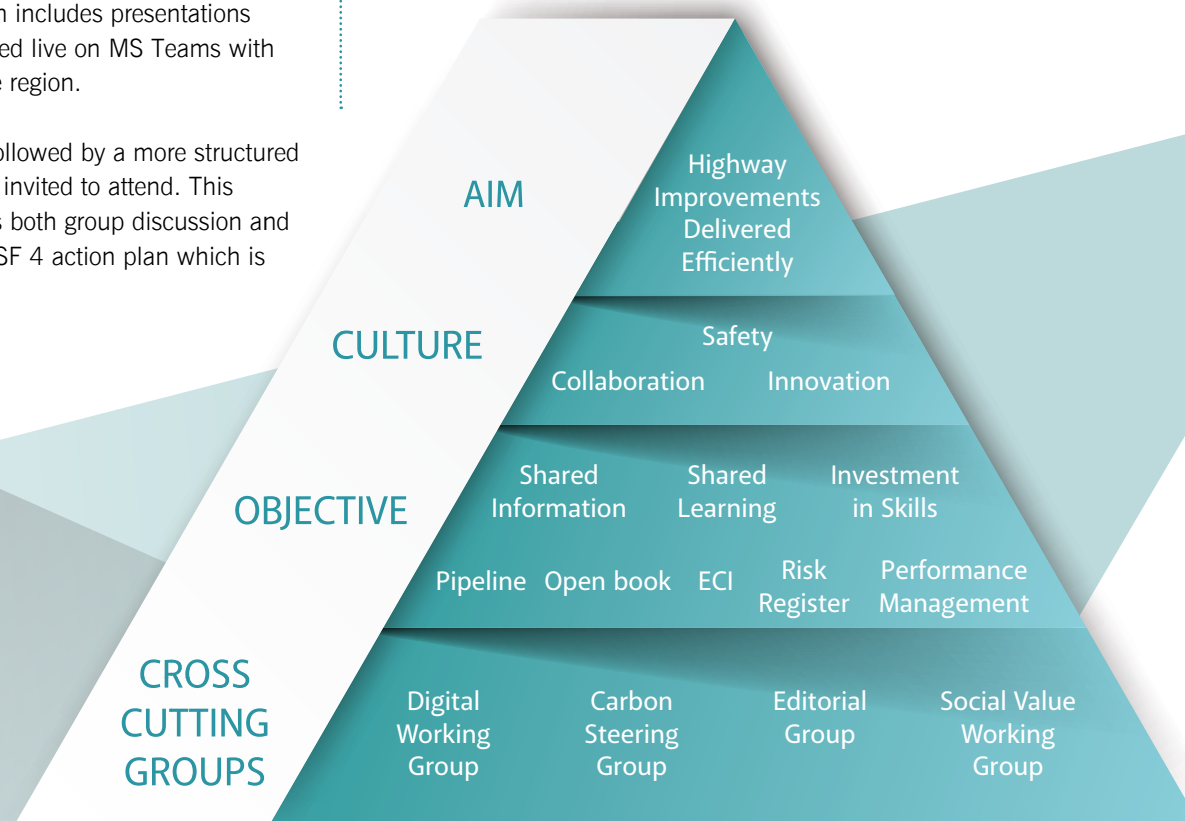 n includes presentations
ed live on MS Teams with
e region.
ollowed by a more structured
invited to attend. This
s both group discussion and
SF 4 action plan which is
AIM
Highway
Improvements
Delivered
Efficiently
CULTURE
Safety
Collaboration Innovation
OBJECTIVE
Shared
Information
Shared
Learning
Investment
in Skills
Pipeline Open book ECI
Risk
Register
Performance
Management
CROSS
CUTTING
GROUPS
Digital
Working
Group
Carbon
Steering
Group
Editorial
Group
Social Value
Working
Group